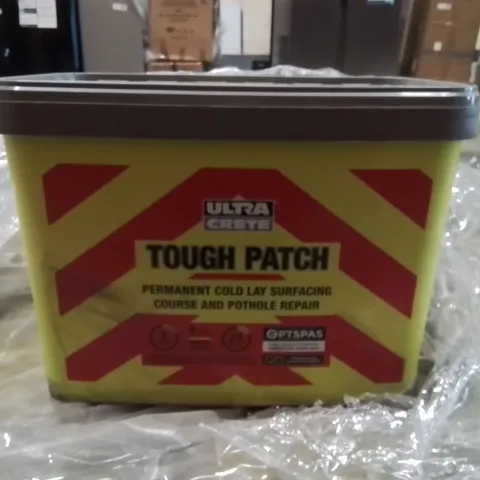 ULTRA
CRETE
TOUGH PATCH
PERMANENT COLD LAY SURFACING
COURSE AND POTHOLE REPAIR
PTSPAS